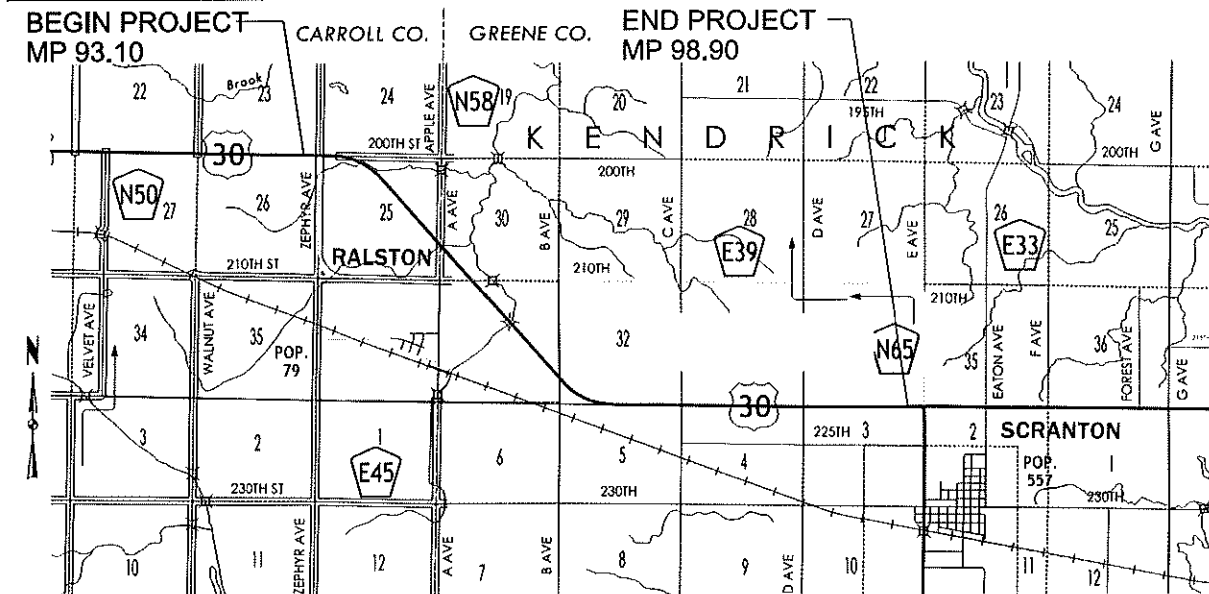 BEGIN PROJECT
MP 93.10
CARROLL CO.
GREENE CO.
END PROJECT
MP 98.90
22
Brook
23
24
APPLE AVE
N58
19
20
21
22
195TH
23
24
G AVE
30
200TH ST
KENDRICK
200TH
200TH
N50
27
26
ZEPHYR AVE
25
A AVE
30
B AVE
29
C AVE
28
D AVE
27
E AVE
26
25
RALSTON
E39
E33
210TH ST
210TH
210TH
VELVET AVE
34
WALNUT AVE
35
POP.
79
32
N65
35
EATON AVE
F AVE
36
FOREST AVE
G AVE
N
30
3
2
1
6
5
4
225TH
3
2
SCRANTON
POP.
557
1
E45
230TH ST
230TH
230TH
10
11
ZEPHYR AVE
12
A AVE
7
B AVE
8
9
D AVE
10
11
12